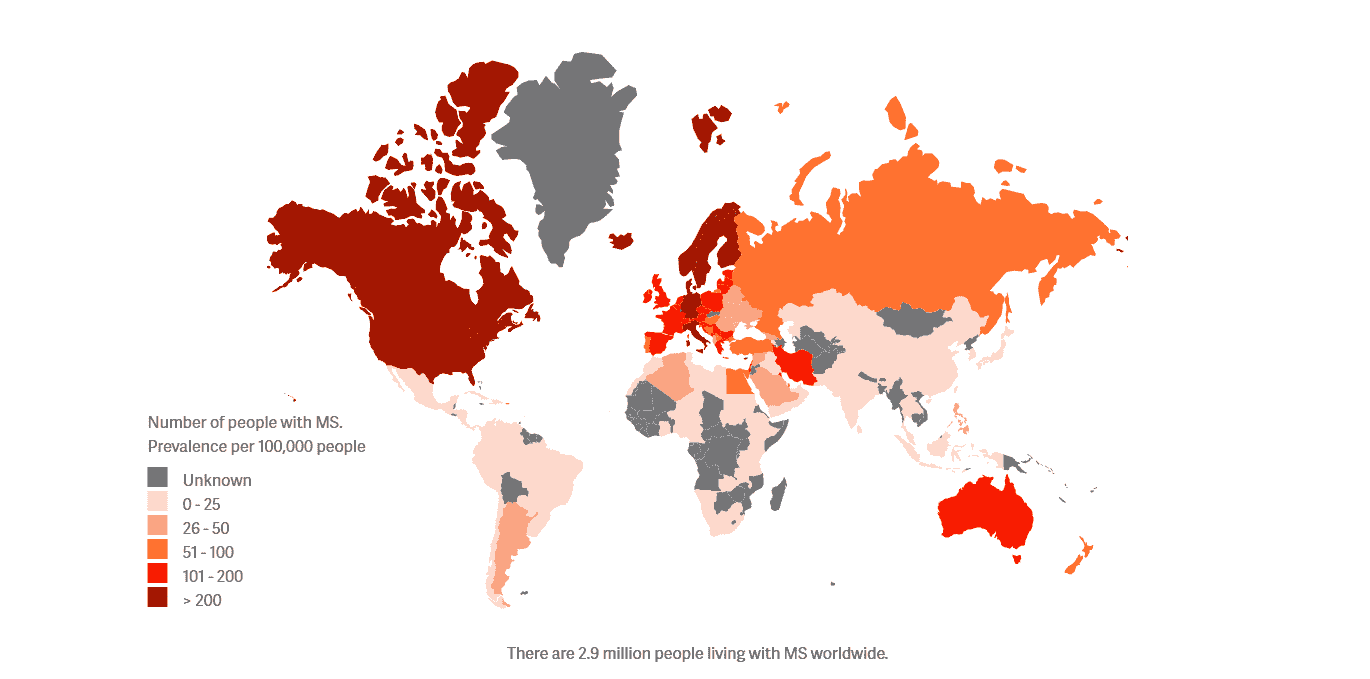 Number of people with MS.
Prevalence per 100,000 people
Unknown
0 - 25
26 - 50
51 - 100
101 - 200
> 200
There are 2.9 million people living with MS worldwide.